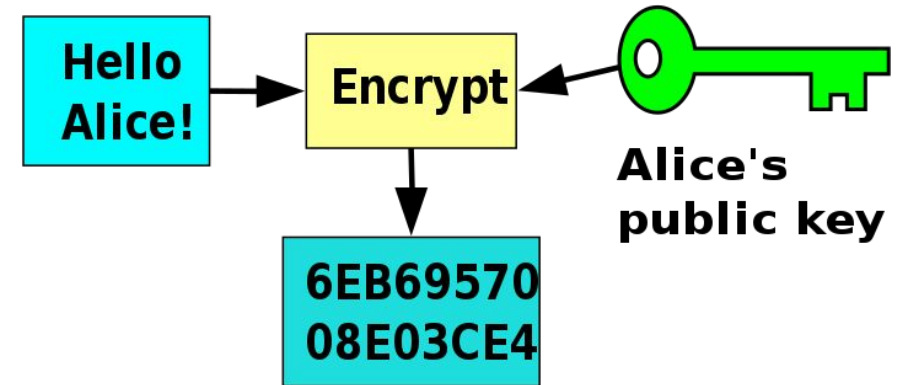 Hello
Alice!
Encrypt
Alice's
public key
6EB69570
08E03CE4